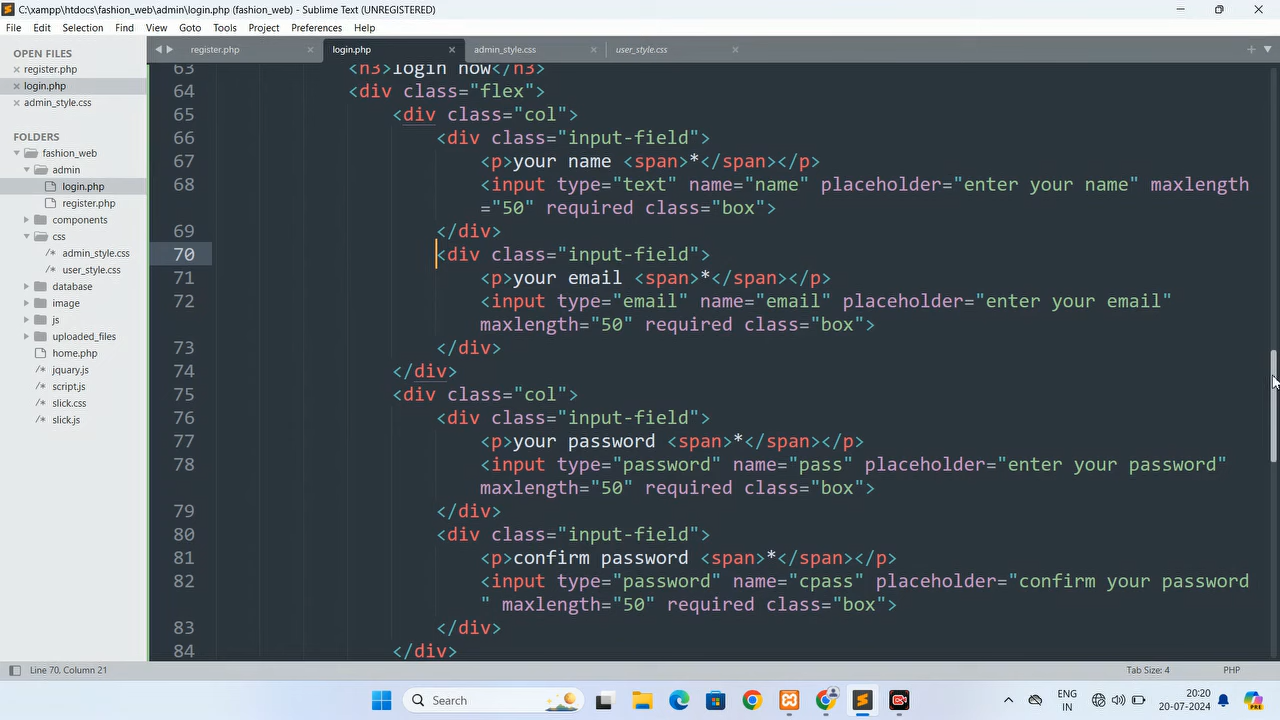 C:\xampp\htdocs\fashion_web\admin\login.php (fashion_web) - Sublime Text (UNREGISTERED)
File Edit Selection Find View Goto Tools Project Preferences Help
OPEN FILES
register.php
login.php
admin_style.css
FOLDERS
fashion_web
admin
login.php
register.php
components
css
admin_style.css
user_style.css
database
image
js
uploaded_files
home.php
jquary.js
script.js
slick.css
slick.js
register.php login.php admin_style.css user_style.css
63 <h3>login now</h3>
64 <div class="flex">
65 <div class="col">
66 <div class="input-field">
67 <p>your name <span>*</span></p>
68 <input type="text" name="name" placeholder="enter your name" maxlength
="50" required class="box">
69 </div>
70 <div class="input-field">
71 <p>your email <span>*</span></p>
72 <input type="email" name="email" placeholder="enter your email"
maxlength="50" required class="box">
73 </div>
74 </div>
75 <div class="col">
76 <div class="input-field">
77 <p>your password <span>*</span></p>
78 <input type="password" name="pass" placeholder="enter your password"
maxlength="50" required class="box">
79 </div>
80 <div class="input-field">
81 <p>confirm password <span>*</span></p>
82 <input type="password" name="cpass" placeholder="confirm your password
" maxlength="50" required class="box">
83 </div>
84 </div>
Line 70, Column 21 Tab Size: 4 PHP
Search
ENG
IN
20:20
20-07-2024
PRE